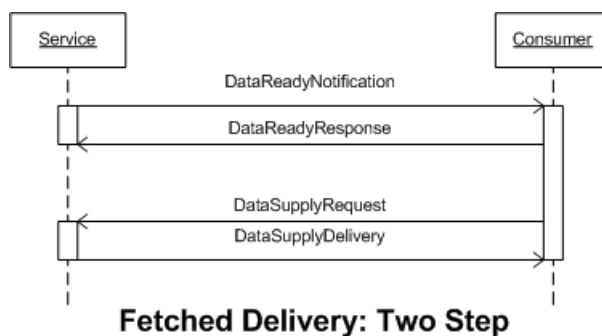 Service
Consumer
DataReadyNotification
DataReadyResponse
DataSupplyRequest
DataSupplyDelivery
Fetched Delivery: Two Step